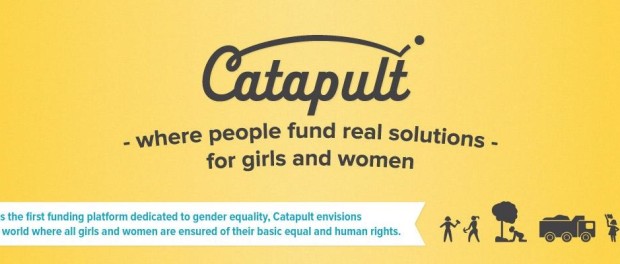 Catapult
- where people fund real solutions -
for girls and women
s the first funding platform dedicated to gender equality, Catapult envisions
world where all girls and women are ensured of their basic equal and human rights.